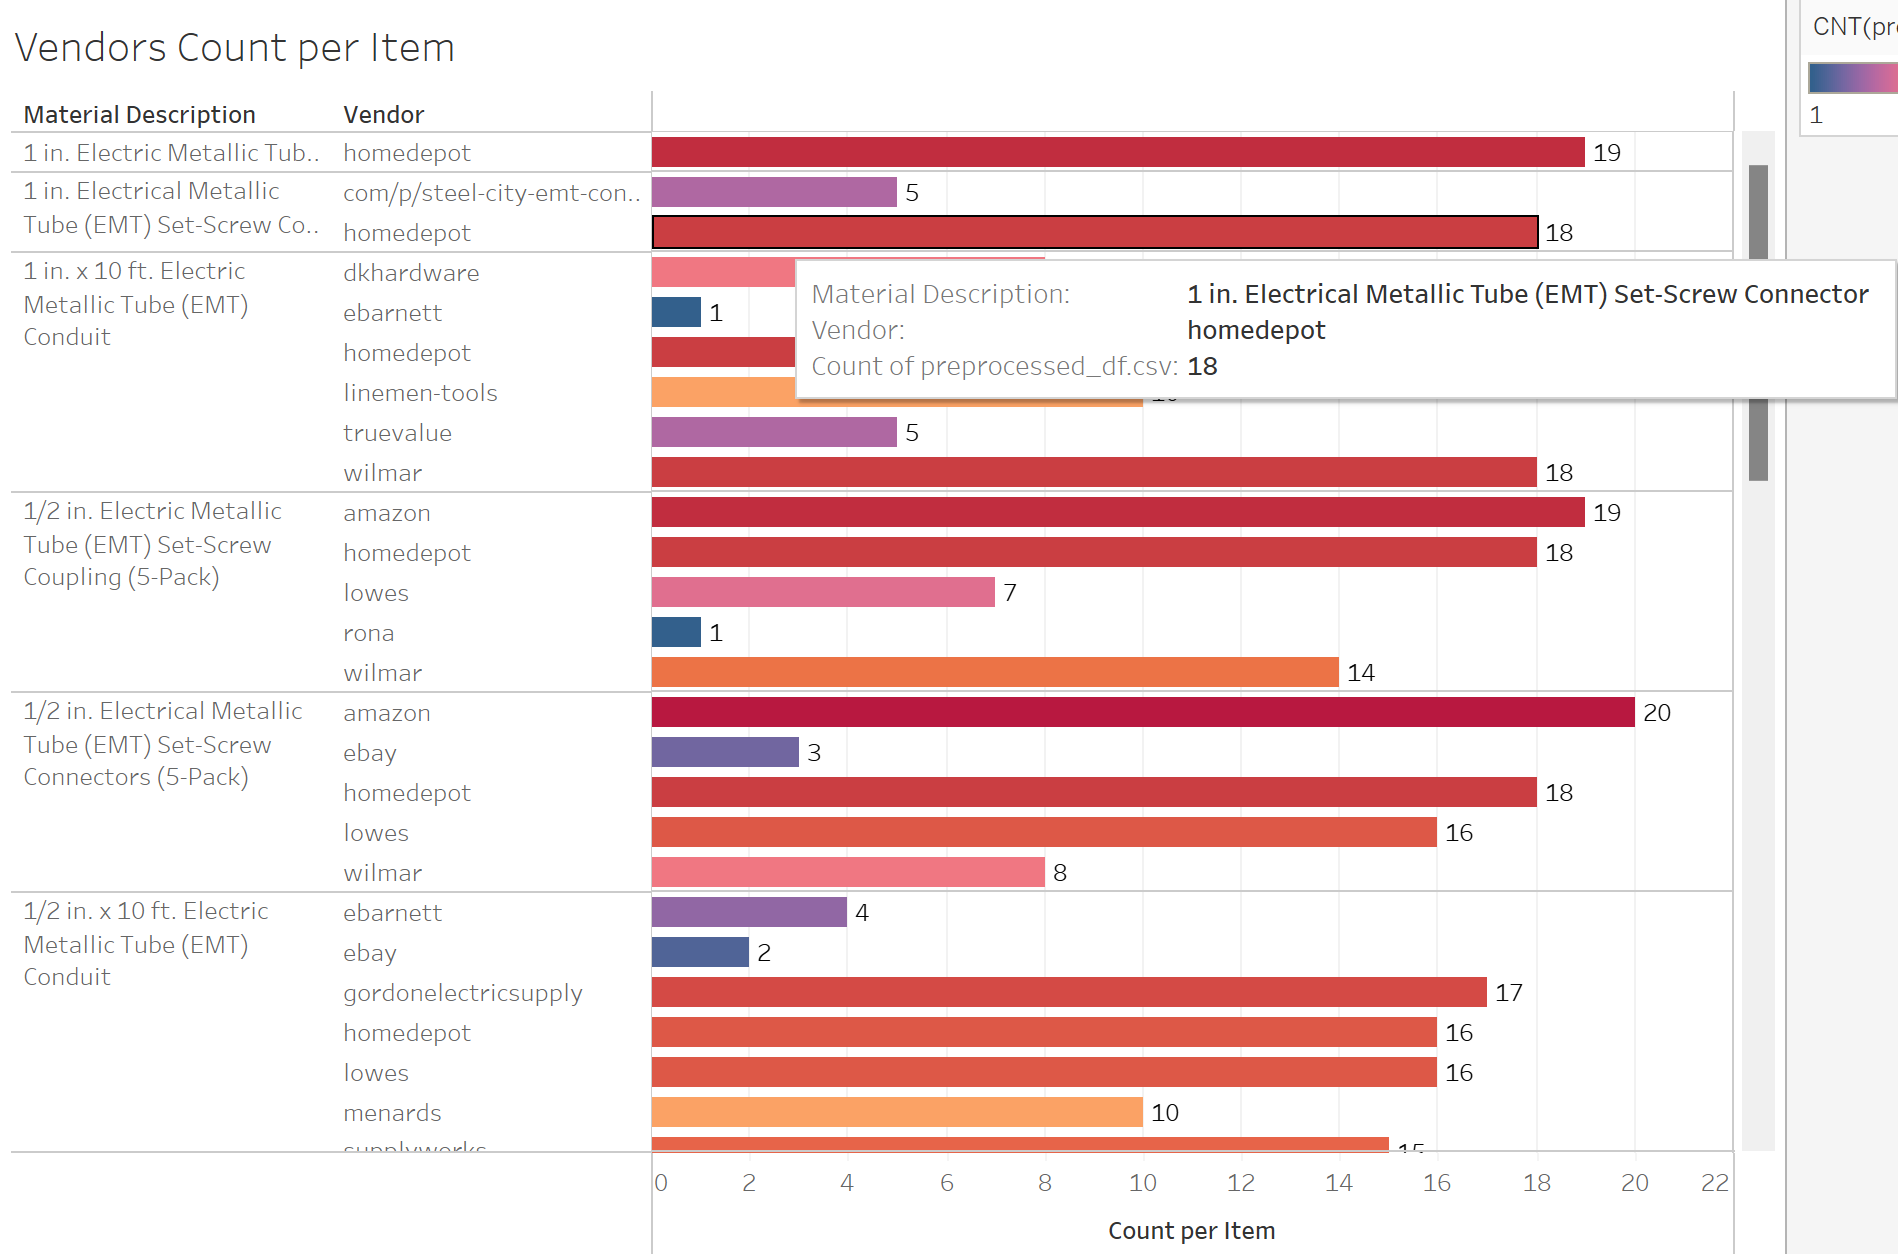 Vendors Count per Item
CNT(pr
1
Material Description Vendor
1 in. Electric Metallic Tub.. homedepot 19
1 in. Electrical Metallic
Tube (EMT) Set-Screw Co..
com/p/steel-city-emt-con.. 5
homedepot 18
1 in. x 10 ft. Electric
Metallic Tube (EMT)
Conduit
dkhardware
ebarnett 1
homedepot
linemen-tools
truevalue 5
wilmar 18
Material Description: 1 in. Electrical Metallic Tube (EMT) Set-Screw Connector
Vendor: homedepot
Count of preprocessed_df.csv: 18
1/2 in. Electric Metallic
Tube (EMT) Set-Screw
Coupling (5-Pack)
amazon 19
homedepot 18
lowes 7
rona 1
wilmar 14
1/2 in. Electrical Metallic
Tube (EMT) Set-Screw
Connectors (5-Pack)
amazon 20
ebay 3
homedepot 18
lowes 16
wilmar 8
1/2 in. x 10 ft. Electric
Metallic Tube (EMT)
Conduit
ebarnett 4
ebay 2
gordonelectricsupply 17
homedepot 16
lowes 16
menards 10
supplyworks 15
0 2 4 6 8 10 12 14 16 18 20 22
Count per Item